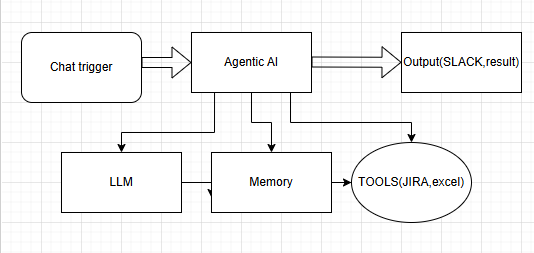 Chat trigger
Agentic AI
Output(SLACK,result)
LLM
Memory
TOOLS(JIRA,excel)